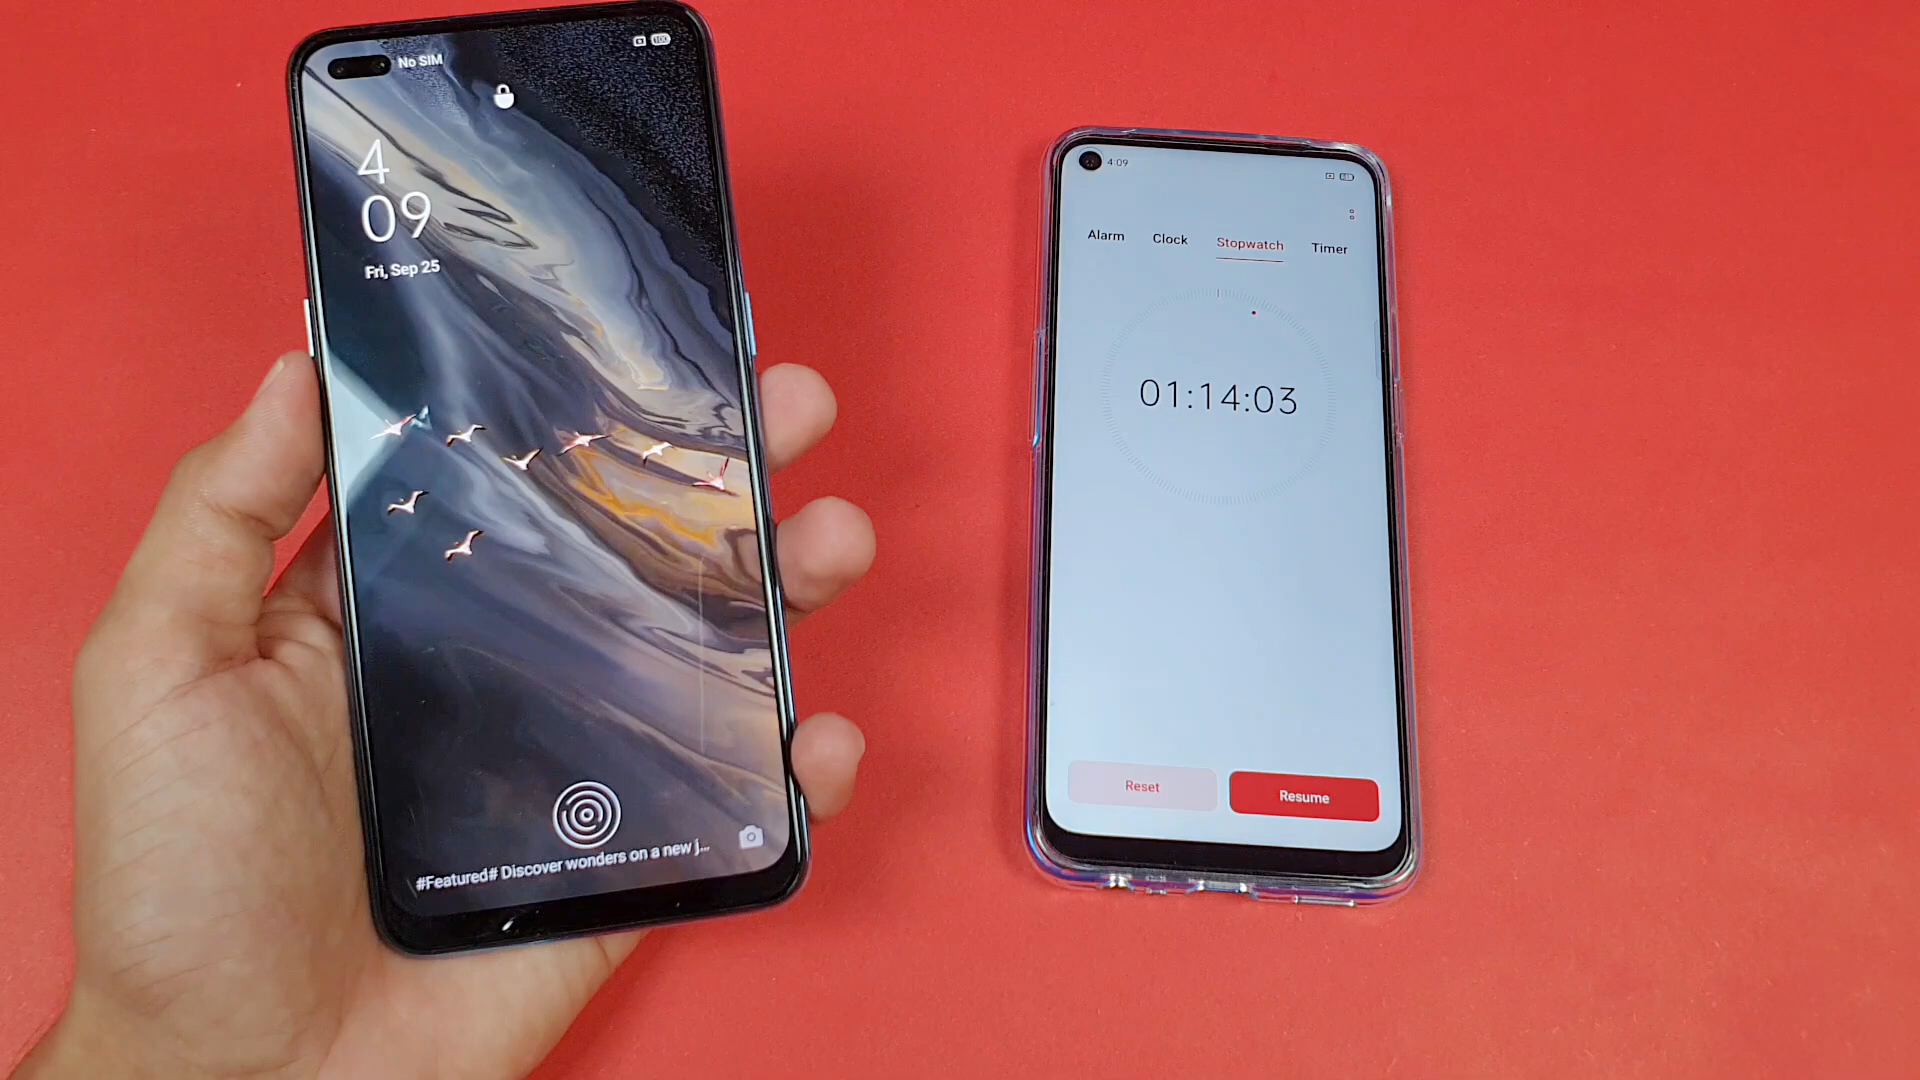 No SIM
100
4
09
Fri, Sep 25
#Featured# Discover wonders on a new j...
4:09
Alarm Clock Stopwatch Timer
01:14:03
Reset Resume